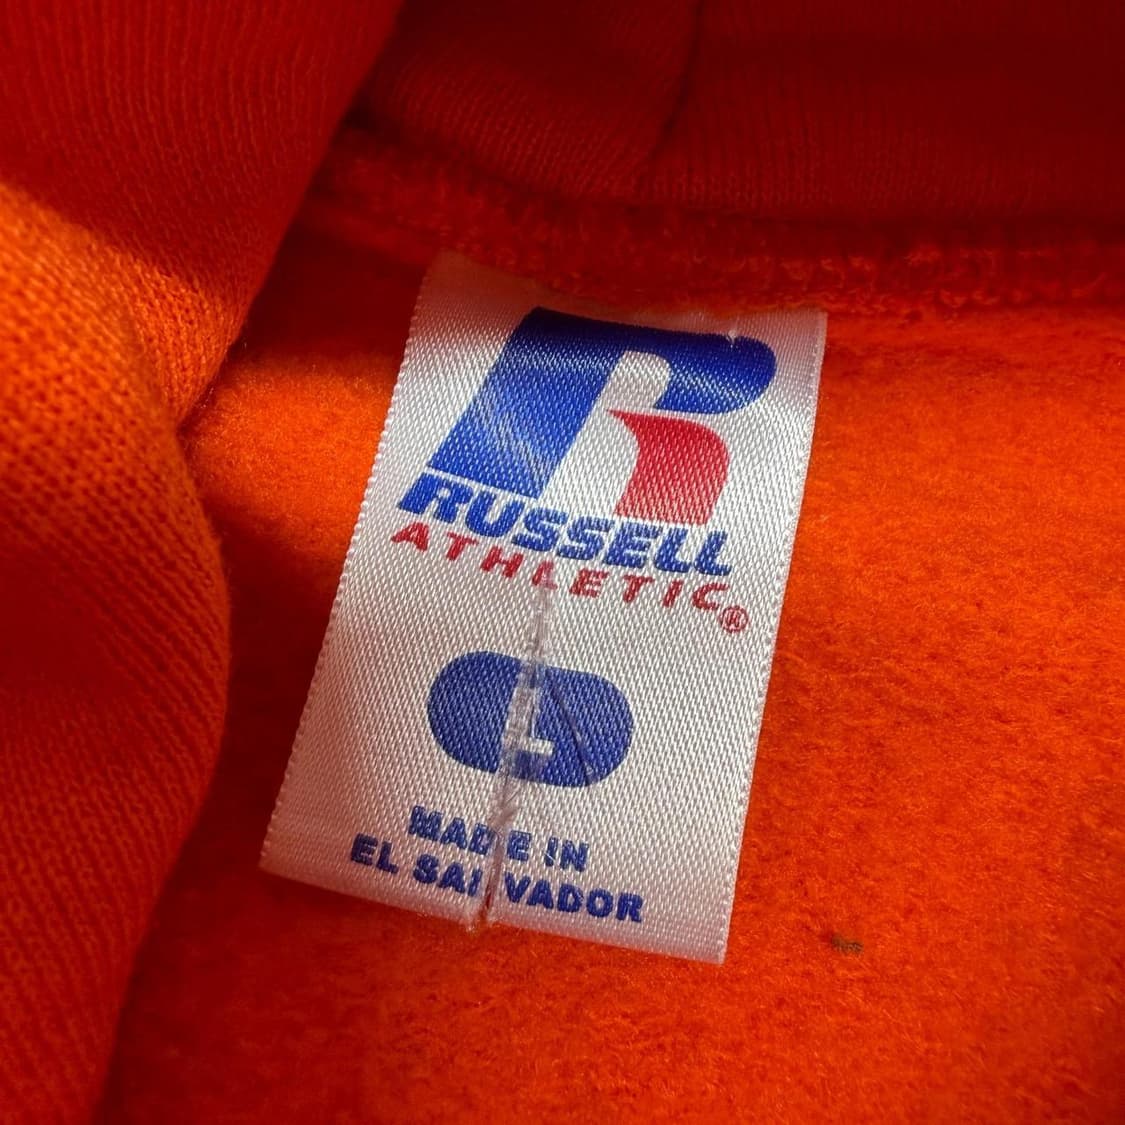 R
RUSSELL
ATHLETIC®
L
MADE IN
EL SALVADOR